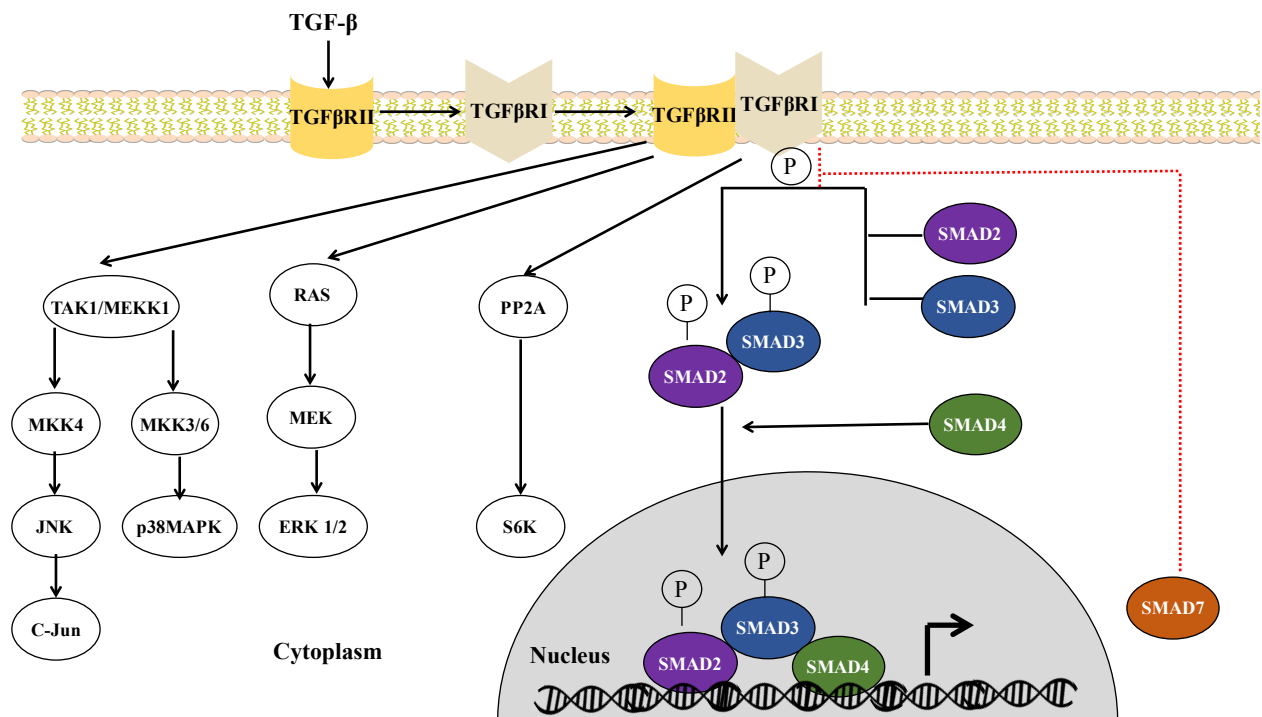 TGF-β
TGFβRII
TGFβRI
TGFβRII
TGFβRI
P
SMAD2
SMAD3
P
P
SMAD3
SMAD2
TAK1/MEKK1
RAS
PP2A
MKK4
MKK3/6
MEK
SMAD4
JNK
p38MAPK
ERK 1/2
S6K
P
P
C-Jun
SMAD7
SMAD3
SMAD2
SMAD4
Cytoplasm
Nucleus